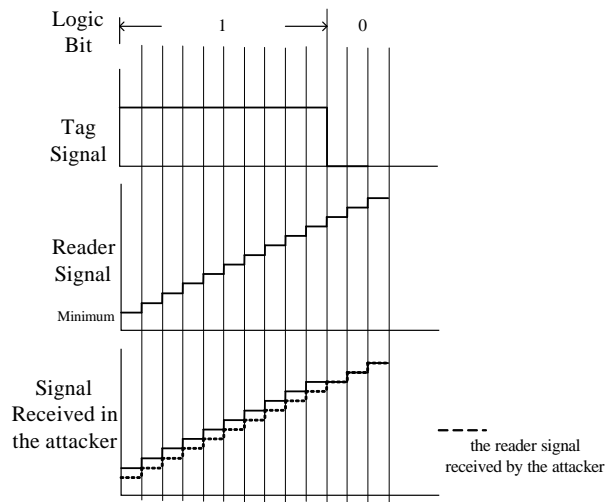 Logic
Bit
1
0
Tag
Signal
Reader
Signal
Minimum
Signal
Received in
the attacker
the reader signal
received by the attacker